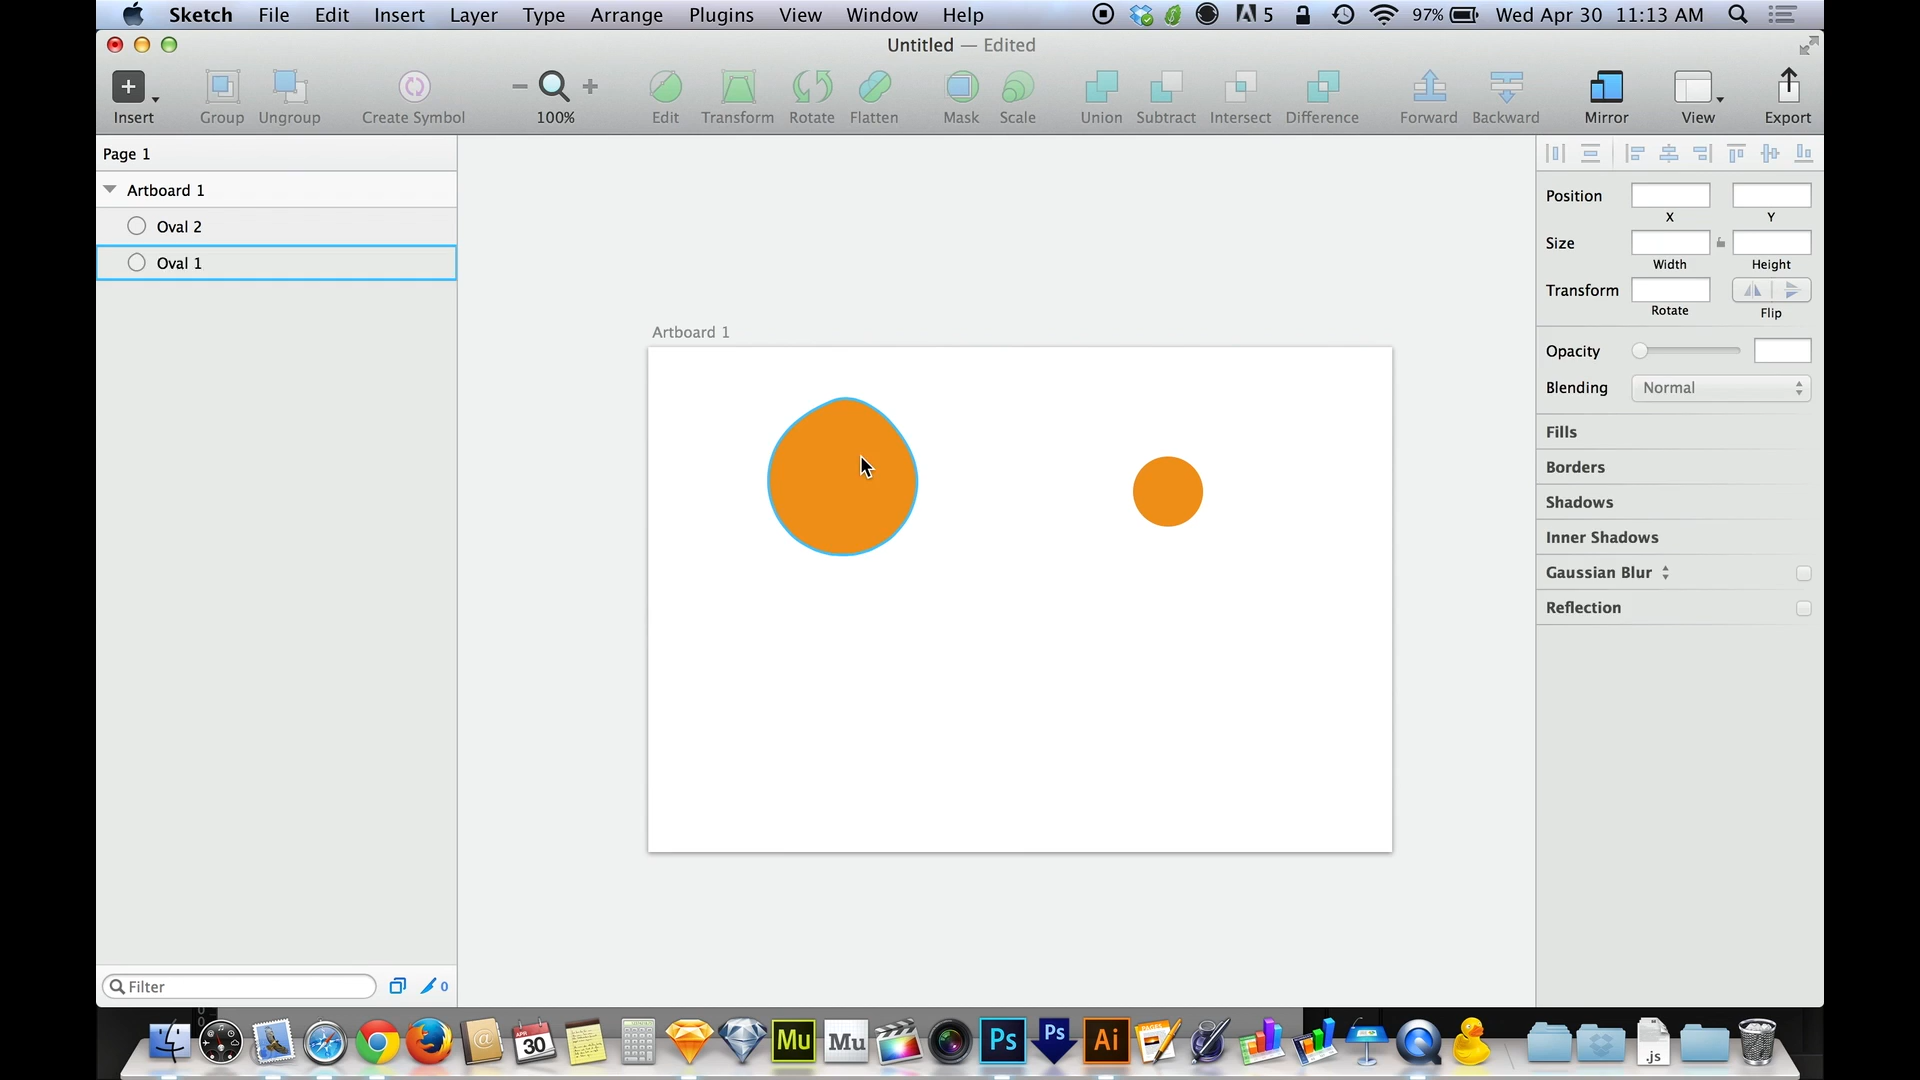 Sketch File Edit Insert Layer Type Arrange Plugins View Window Help 5 97% Wed Apr 30 11:13 AM
Untitled — Edited
Insert Group Ungroup Create Symbol 100% Edit Transform Rotate Flatten Mask Scale Union Subtract Intersect Difference Forward Backward Mirror View Export
Page 1
Artboard 1
Oval 2
Oval 1
Filter 0
Artboard 1
Position
X Y
Size
Width Height
Transform
Rotate Flip
Opacity
Blending Normal
Fills
Borders
Shadows
Inner Shadows
Gaussian Blur
Reflection
APR
30 Mu Mu Ps Ps Ai PAGES .js